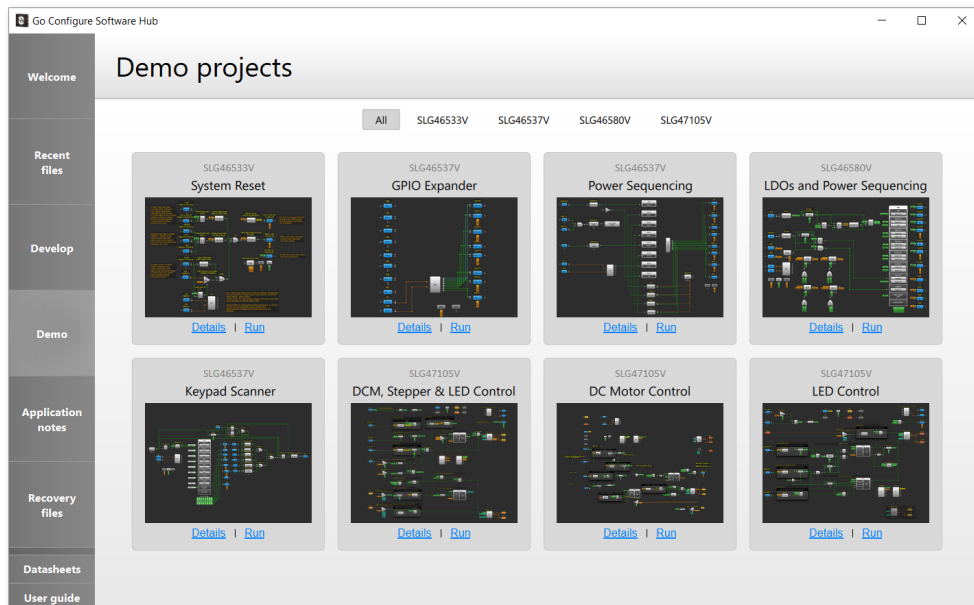 Go Configure Software Hub
Welcome
Recent
files
Develop
Demo
Application
notes
Recovery
files
Datasheets
User guide
Demo projects
All SLG46533V SLG46537V SLG46580V SLG47105V
SLG46533V
System Reset
Details | Run
SLG46537V
GPIO Expander
Details | Run
SLG46537V
Power Sequencing
Details | Run
SLG46580V
LDOs and Power Sequencing
Details | Run
SLG46537V
Keypad Scanner
Details | Run
SLG47105V
DCM, Stepper & LED Control
Details | Run
SLG47105V
DC Motor Control
Details | Run
SLG47105V
LED Control
Details | Run